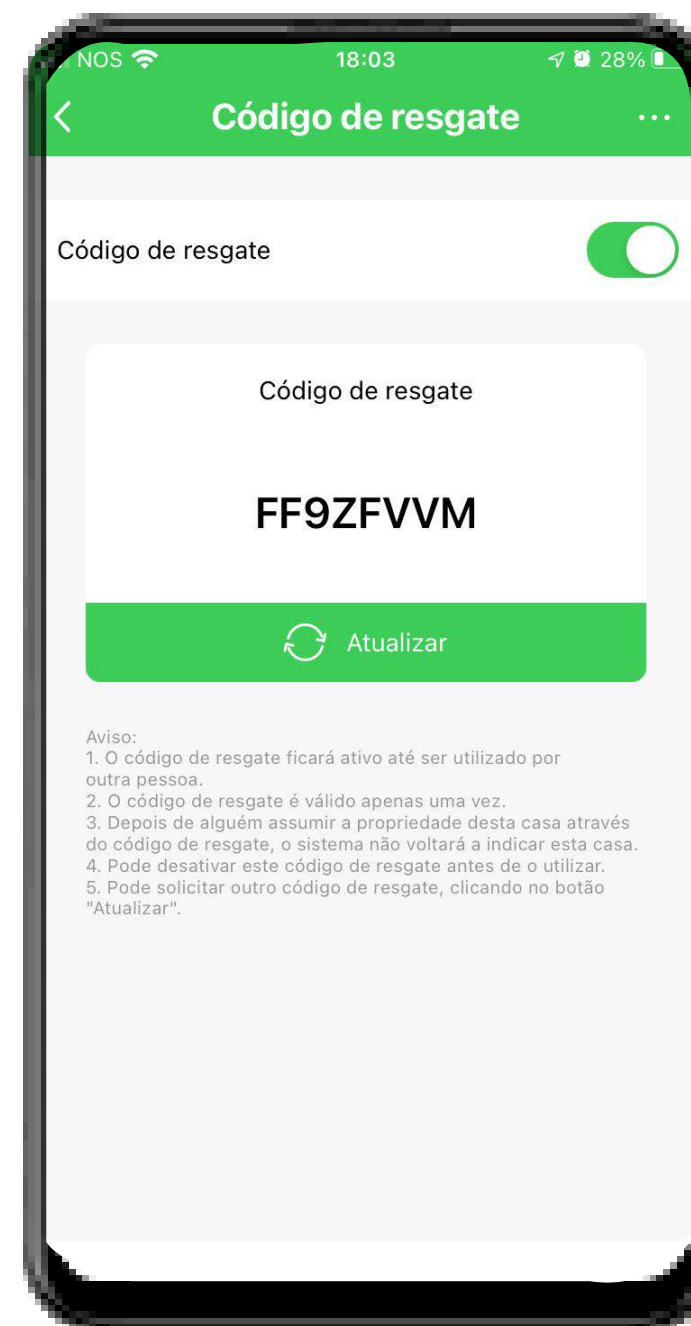 NOS 18:03 28%
Código de resgate
Código de resgate
Código de resgate
FF9ZFVVM
Atualizar
Aviso:
1. O código de resgate ficará ativo até ser utilizado por
outra pessoa.
2. O código de resgate é válido apenas uma vez.
3. Depois de alguém assumir a propriedade desta casa através
do código de resgate, o sistema não voltará a indicar esta casa.
4. Pode desativar este código de resgate antes de o utilizar.
5. Pode solicitar outro código de resgate, clicando no botão
"Atualizar".